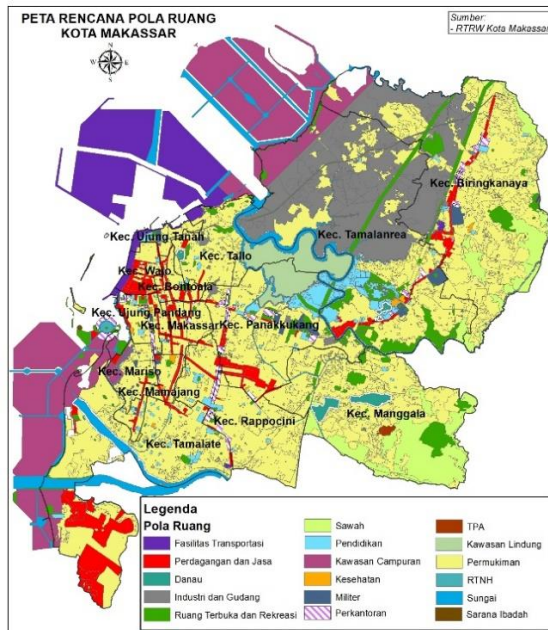 PETA RENCANA POLA RUANG
KOTA MAKASSAR
Sumber:
- RTRW Kota Makassar
N
W E
S
Kec. Biringkanaya
Kec. Ujung Tanah
Kec. Tamalanrea
Kec. Tallo
Kec. Wajo
Kec. Bontoala
Kec. Ujung Pandang
Kec. Makassar
Kec. Panakkukang
Kec. Mariso
Kec. Mamajang
Kec. Manggala
Kec. Rappocini
Kec. Tamalate
Legenda
Pola Ruang
Fasilitas Transportasi
Perdagangan dan Jasa
Danau
Industri dan Gudang
Ruang Terbuka dan Rekreasi
Sawah
Pendidikan
Kawasan Campuran
Kesehatan
Militer
Perkantoran
TPA
Kawasan Lindung
Permukiman
RTNH
Sungai
Sarana Ibadah